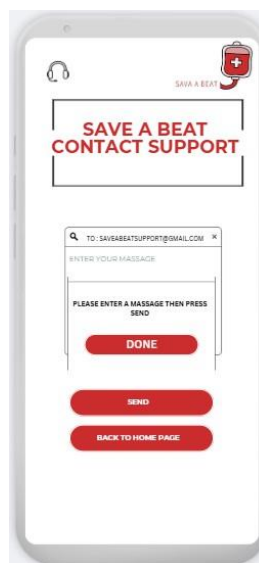 SAVA A BEAT
SAVE A BEAT
CONTACT SUPPORT
TO : SAVEABEATSUPPORT@GMAIL.COM ×
ENTER YOUR MASSAGE
PLEASE ENTER A MASSAGE THEN PRESS
SEND
DONE
SEND
BACK TO HOME PAGE